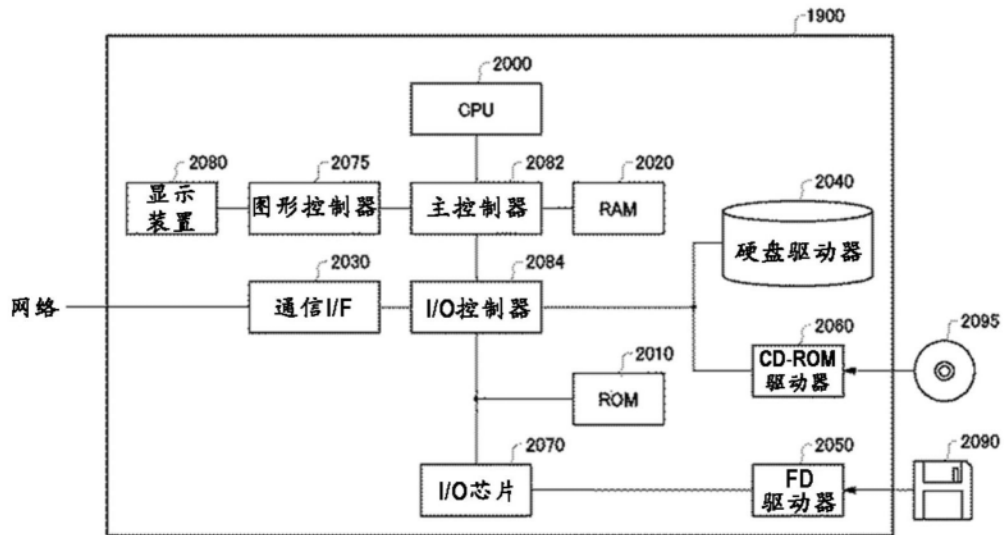 1900
2000
CPU
2080
2075
2082
2020
显示
装置
图形控制器
主控制器
RAM
2040
硬盘驱动器
2030
2084
网络
通信I/F
I/O控制器
2060
2095
CD-ROM
驱动器
2010
ROM
2070
2050
2090
I/O芯片
FD
驱动器